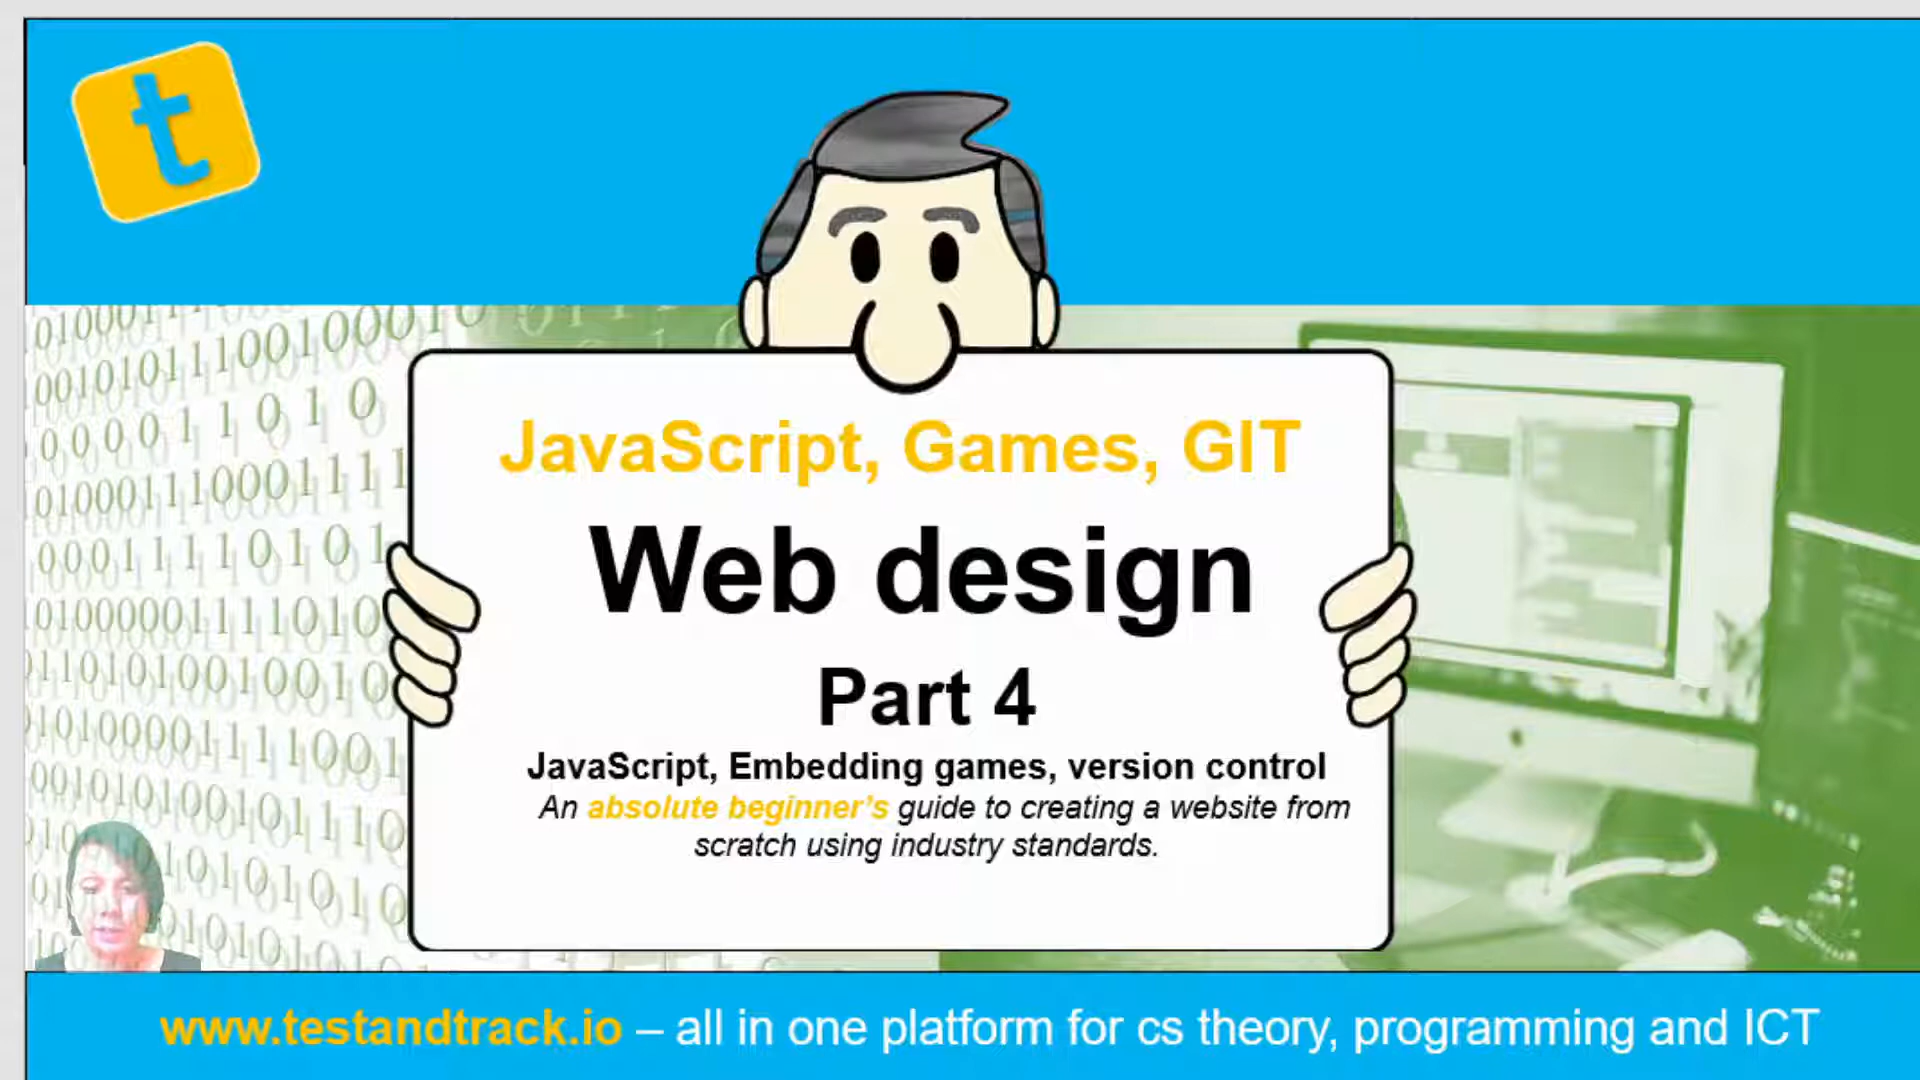 t
JavaScript, Games, GIT
Web design
Part 4
JavaScript, Embedding games, version control
An absolute beginner's guide to creating a website from
scratch using industry standards.
www.testandtrack.io – all in one platform for cs theory, programming and ICT